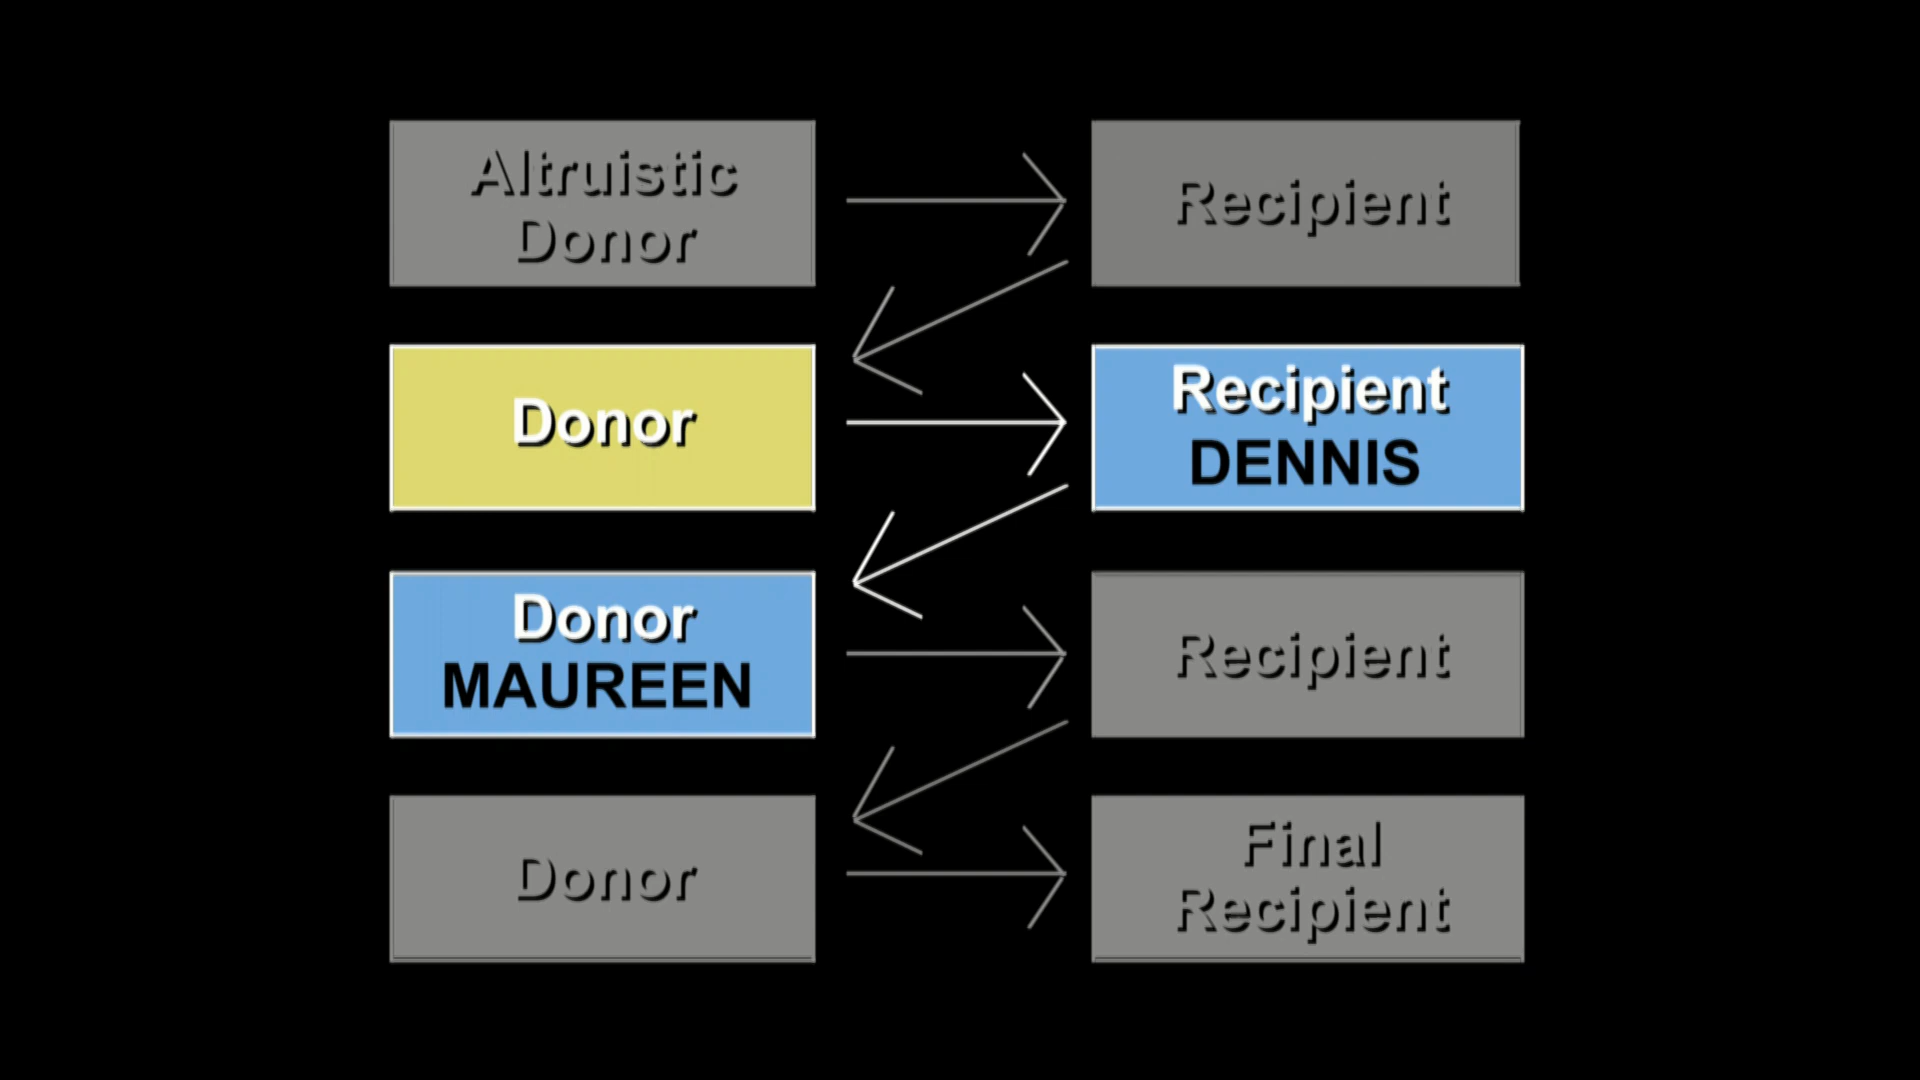 Altruistic
Donor
Recipient
Donor
Recipient
DENNIS
Donor
MAUREEN
Recipient
Donor
Final
Recipient